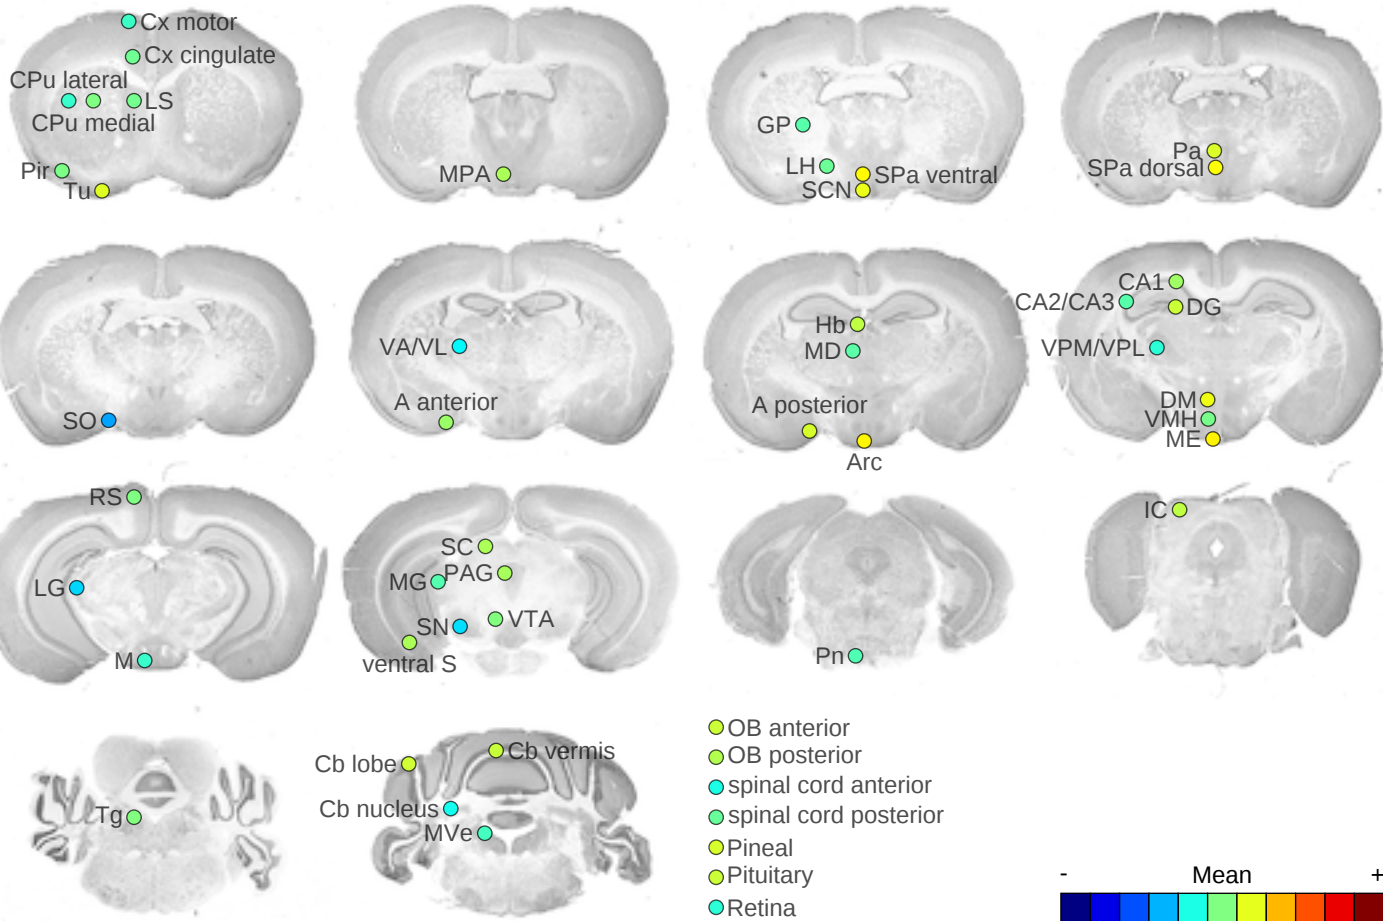 Cx motor
Cx cingulate
CPu lateral
LS
CPu medial
Pir
Tu
MPA
GP
LH
SPa ventral
SCN
Pa
SPa dorsal
SO
VA/VL
A anterior
Hb
MD
A posterior
Arc
CA1
CA2/CA3
DG
VPM/VPL
DM
VMH
ME
RS
LG
M
SC
MG
PAG
SN
VTA
ventral S
Pn
IC
Tg
Cb lobe
Cb vermis
Cb nucleus
MVe
OB anterior
OB posterior
spinal cord anterior
spinal cord posterior
Pineal
Pituitary
Retina
- Mean +